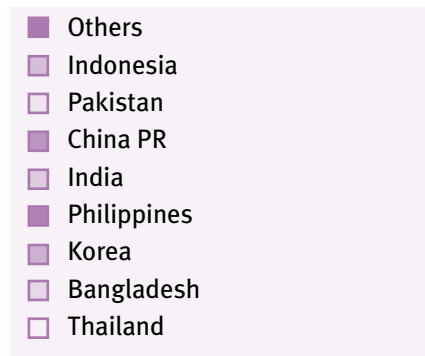 Others
Indonesia
Pakistan
China PR
India
Philippines
Korea
Bangladesh
Thailand